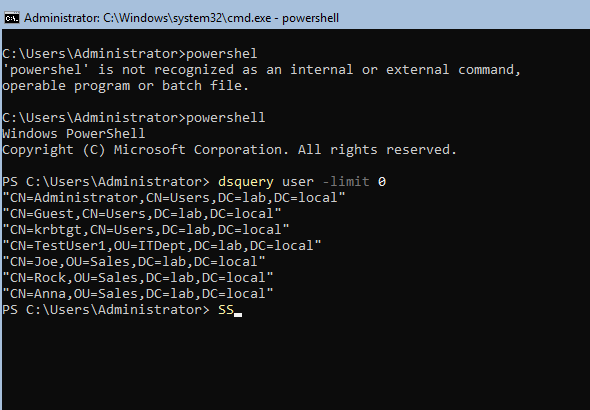 Administrator: C:\Windows\system32\cmd.exe - powershell
C:\Users\Administrator>powershel
'powershel' is not recognized as an internal or external command,
operable program or batch file.
C:\Users\Administrator>powershell
Windows PowerShell
Copyright (C) Microsoft Corporation. All rights reserved.
PS C:\Users\Administrator> dsquery user -limit 0
"CN=Administrator,CN=Users,DC=lab,DC=local"
"CN=Guest,CN=Users,DC=lab,DC=local"
"CN=krbtgt,CN=Users,DC=lab,DC=local"
"CN=TestUser1,OU=ITDept,DC=lab,DC=local"
"CN=Joe,OU=Sales,DC=lab,DC=local"
"CN=Rock,OU=Sales,DC=lab,DC=local"
"CN=Anna,OU=Sales,DC=lab,DC=local"
PS C:\Users\Administrator> SS